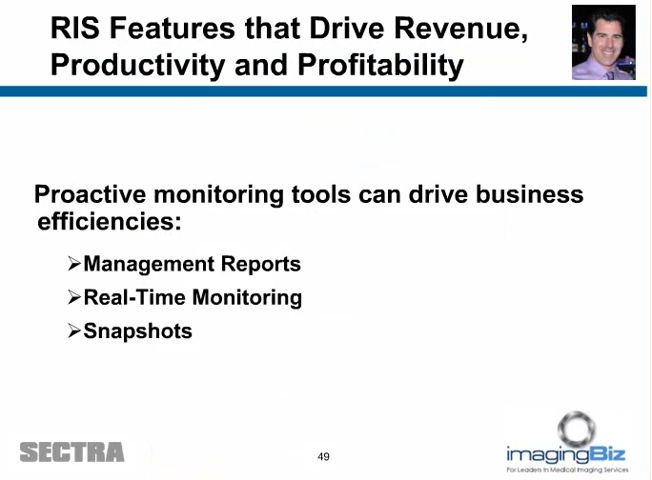 RIS Features that Drive Revenue,
Productivity and Profitability
Proactive monitoring tools can drive business
efficiencies:
➢Management Reports
➢Real-Time Monitoring
➢Snapshots
SECTRA
49
imagingBiz
For Leaders in Medical Imaging Services